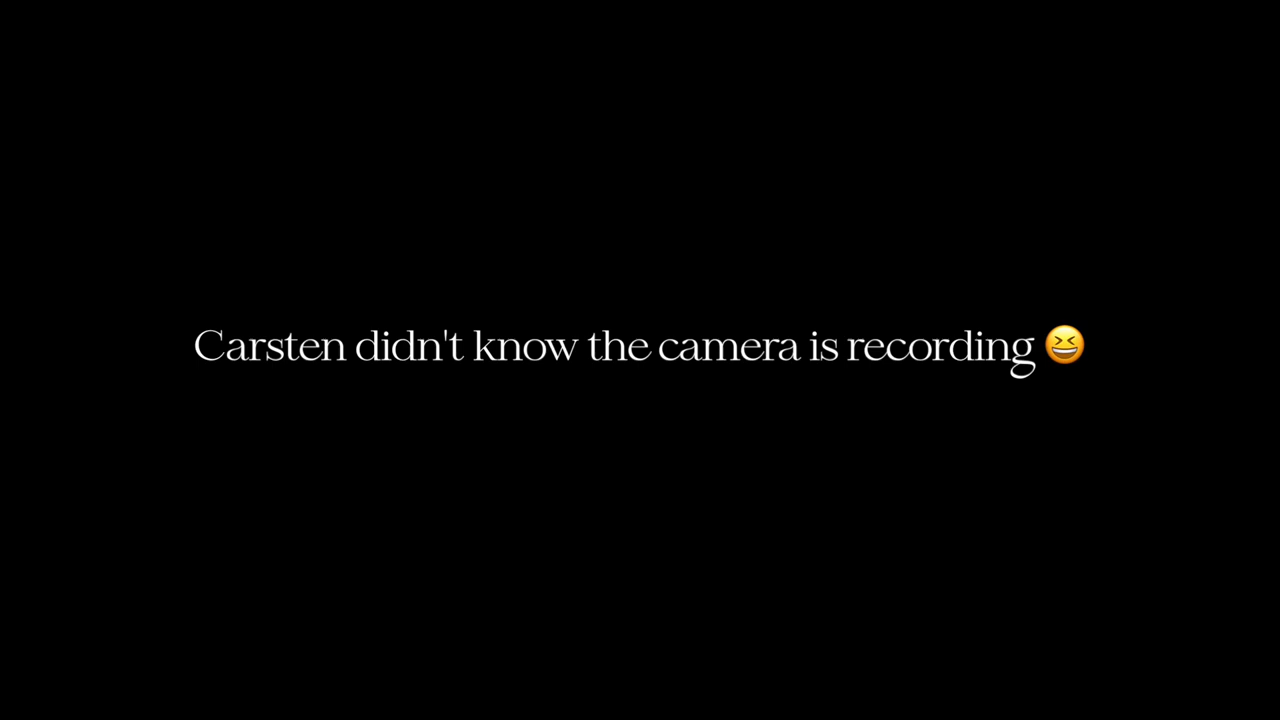 Carsten didn't know the camera is recording 😆